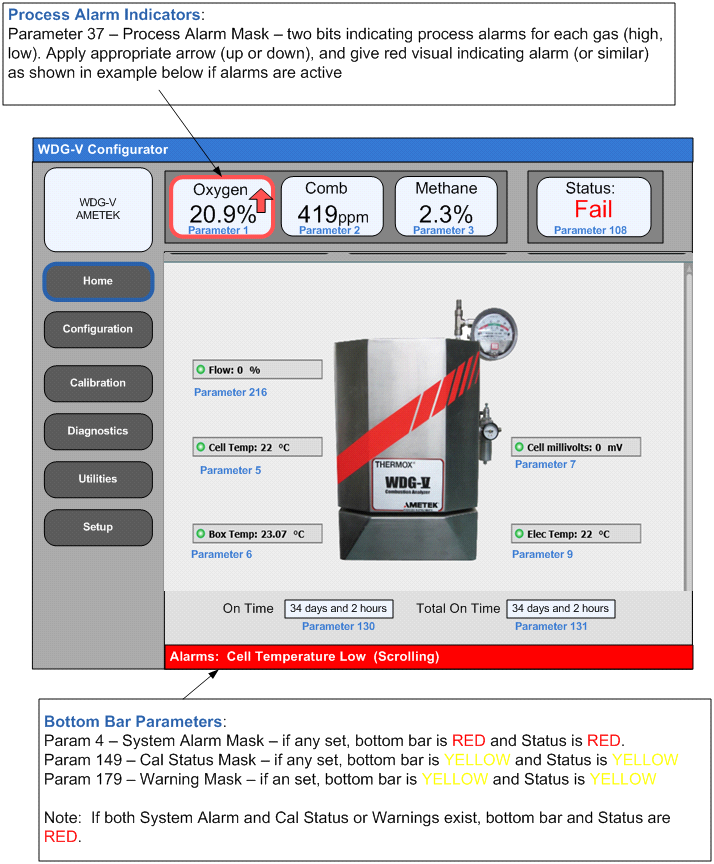 Process Alarm Indicators:
Parameter 37 – Process Alarm Mask – two bits indicating process alarms for each gas (high,
low). Apply appropriate arrow (up or down), and give red visual indicating alarm (or similar)
as shown in example below if alarms are active
WDG-V Configurator
WDG-V
AMETEK
Oxygen
20.9%
Parameter 1
Comb
419ppm
Parameter 2
Methane
2.3%
Parameter 3
Status:
Fail
Parameter 108
Home
Configuration
Calibration
Diagnostics
Utilities
Setup
Flow: 0 %
Parameter 216
Cell Temp: 22 °C
Parameter 5
Box Temp: 23.07 °C
Parameter 6
THERMOX
WDG-V
Combustion Analyzer
AMETEK
Cell millivolts: 0 mV
Parameter 7
Elec Temp: 22 °C
Parameter 9
On Time
34 days and 2 hours
Parameter 130
Total On Time
34 days and 2 hours
Parameter 131
Alarms: Cell Temperature Low (Scrolling)
Bottom Bar Parameters:
Param 4 – System Alarm Mask – if any set, bottom bar is RED and Status is RED.
Param 149 – Cal Status Mask – if any set, bottom bar is YELLOW and Status is YELLOW
Param 179 – Warning Mask – if an set, bottom bar is YELLOW and Status is YELLOW
Note: If both System Alarm and Cal Status or Warnings exist, bottom bar and Status are
RED.